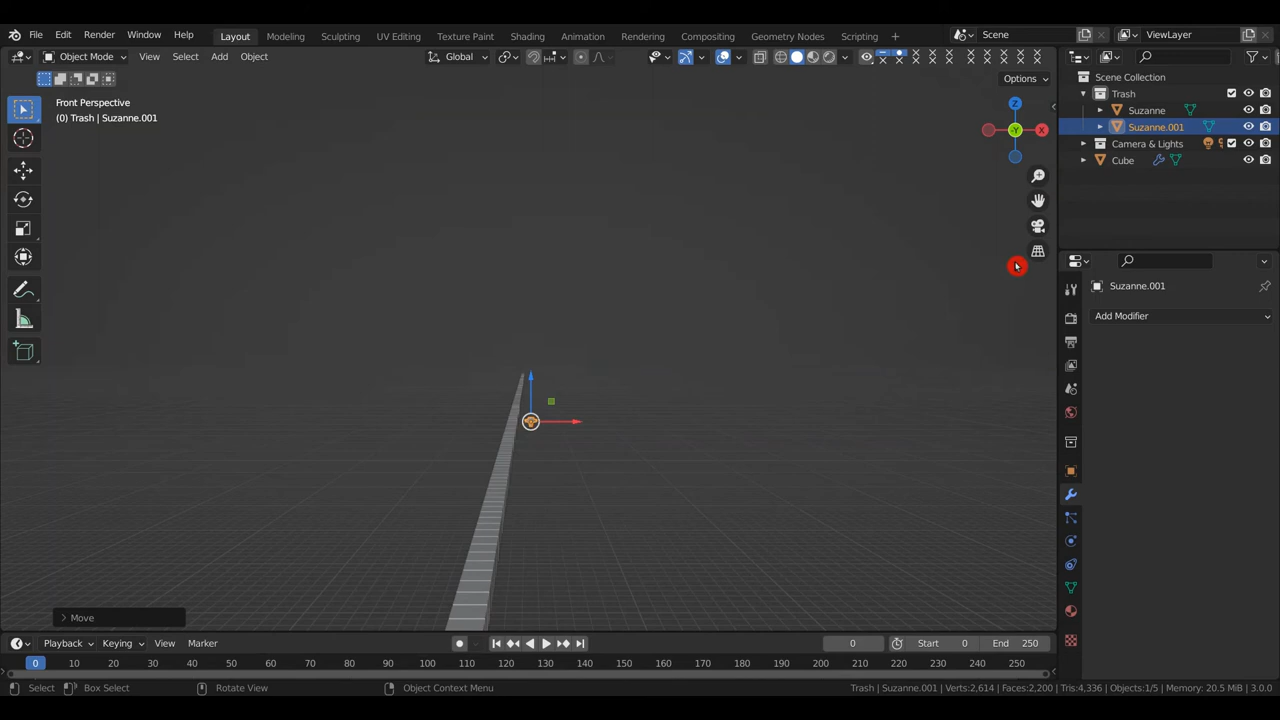 File Edit Render Window Help Layout Modeling Sculpting UV Editing Texture Paint Shading Animation Rendering Compositing Geometry Nodes Scripting + Scene ViewLayer
Object Mode View Select Add Object Global
Options
Front Perspective
(0) Trash | Suzanne.001
Z
Y
X
Scene Collection
Trash
Suzanne
Suzanne.001
Camera & Lights
Cube
Suzanne.001
Add Modifier
Move
Playback Keying View Marker 0 Start 0 End 250
0 10 20 30 40 50 60 70 80 90 100 110 120 130 140 150 160 170 180 190 200 210 220 230 240 250
Select Box Select Rotate View Object Context Menu Trash | Suzanne.001 | Verts:2,614 | Faces:2,200 | Tris:4,336 | Objects:1/5 | Memory: 20.5 MiB | 3.0.0